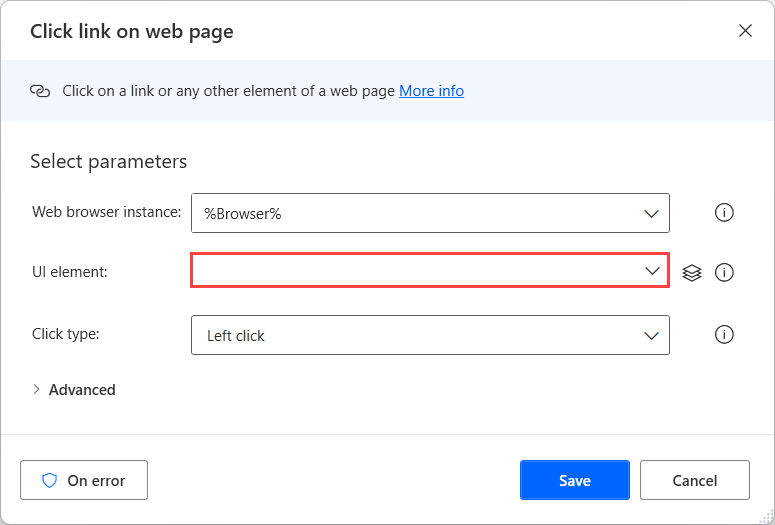 Click link on web page
Click on a link or any other element of a web page More info
Select parameters
Web browser instance: %Browser%
UI element:
Click type: Left click
Advanced
On error Save Cancel